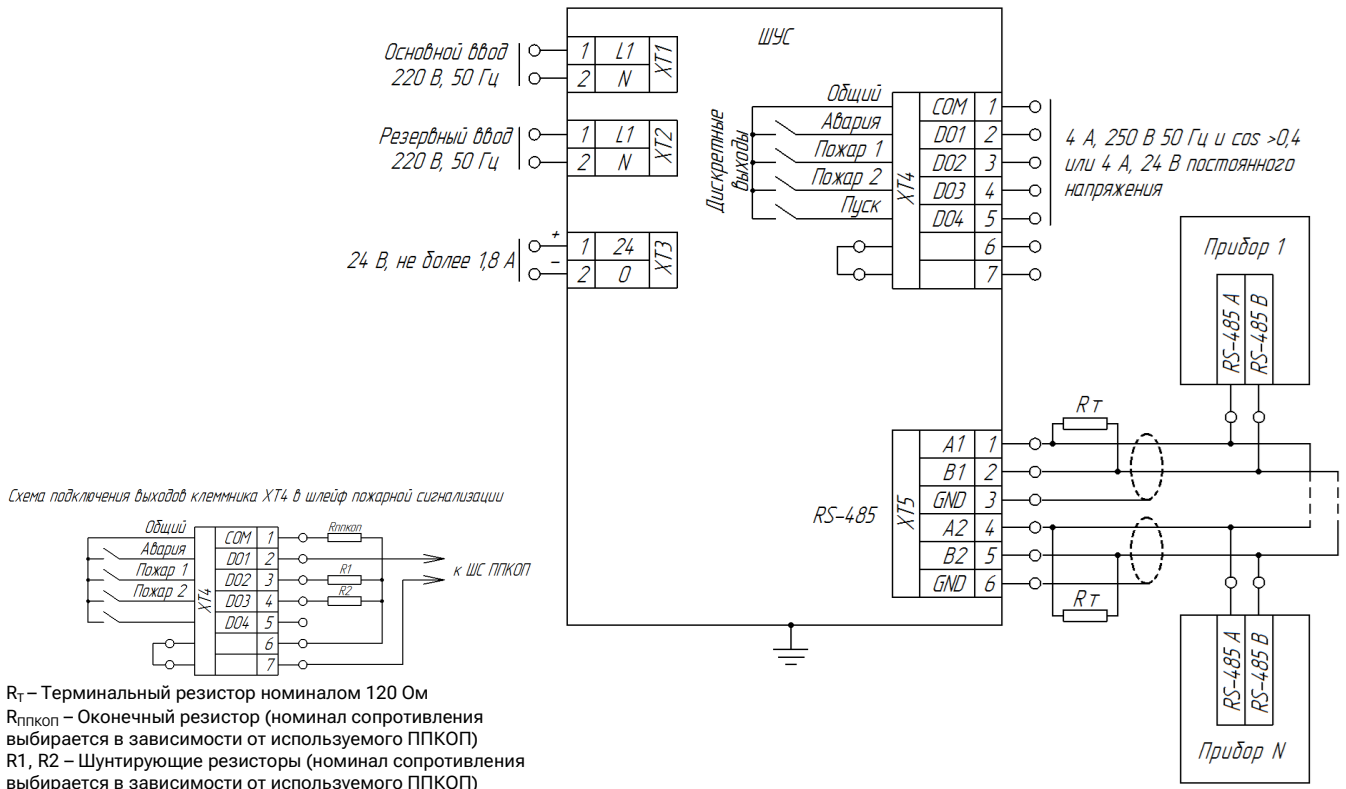 ШУС
Основной ввод
220 В, 50 Гц
1 L1
2 N
XT1
Резервный ввод
220 В, 50 Гц
1 L1
2 N
XT2
24 В, не более 1,8 А
+
–
1 24
2 0
XT3
Дискретные
выходы
Общий
Авария
Пожар 1
Пожар 2
Пуск
XT4
COM 1
DO1 2
DO2 3
DO3 4
DO4 5
6
7
4 А, 250 В 50 Гц и cos >0,4
или 4 А, 24 В постоянного
напряжения
Прибор 1
RS-485 A
RS-485 B
RS-485
XT5
A1 1
B1 2
GND 3
A2 4
B2 5
GND 6
Rт
Rт
RS-485 A
RS-485 B
Прибор N
Схема подключения выходов клеммника XT4 в шлейф пожарной сигнализации
Общий
Авария
Пожар 1
Пожар 2
XT4
COM 1
DO1 2
DO2 3
DO3 4
DO4 5
6
7
Rппкоп
R1
R2
к ШС ППКОП
RТ – Терминальный резистор номиналом 120 Ом
Rппкоп – Оконечный резистор (номинал сопротивления
выбирается в зависимости от используемого ППКОП)
R1, R2 – Шунтирующие резисторы (номинал сопротивления
выбирается в зависимости от используемого ППКОП)